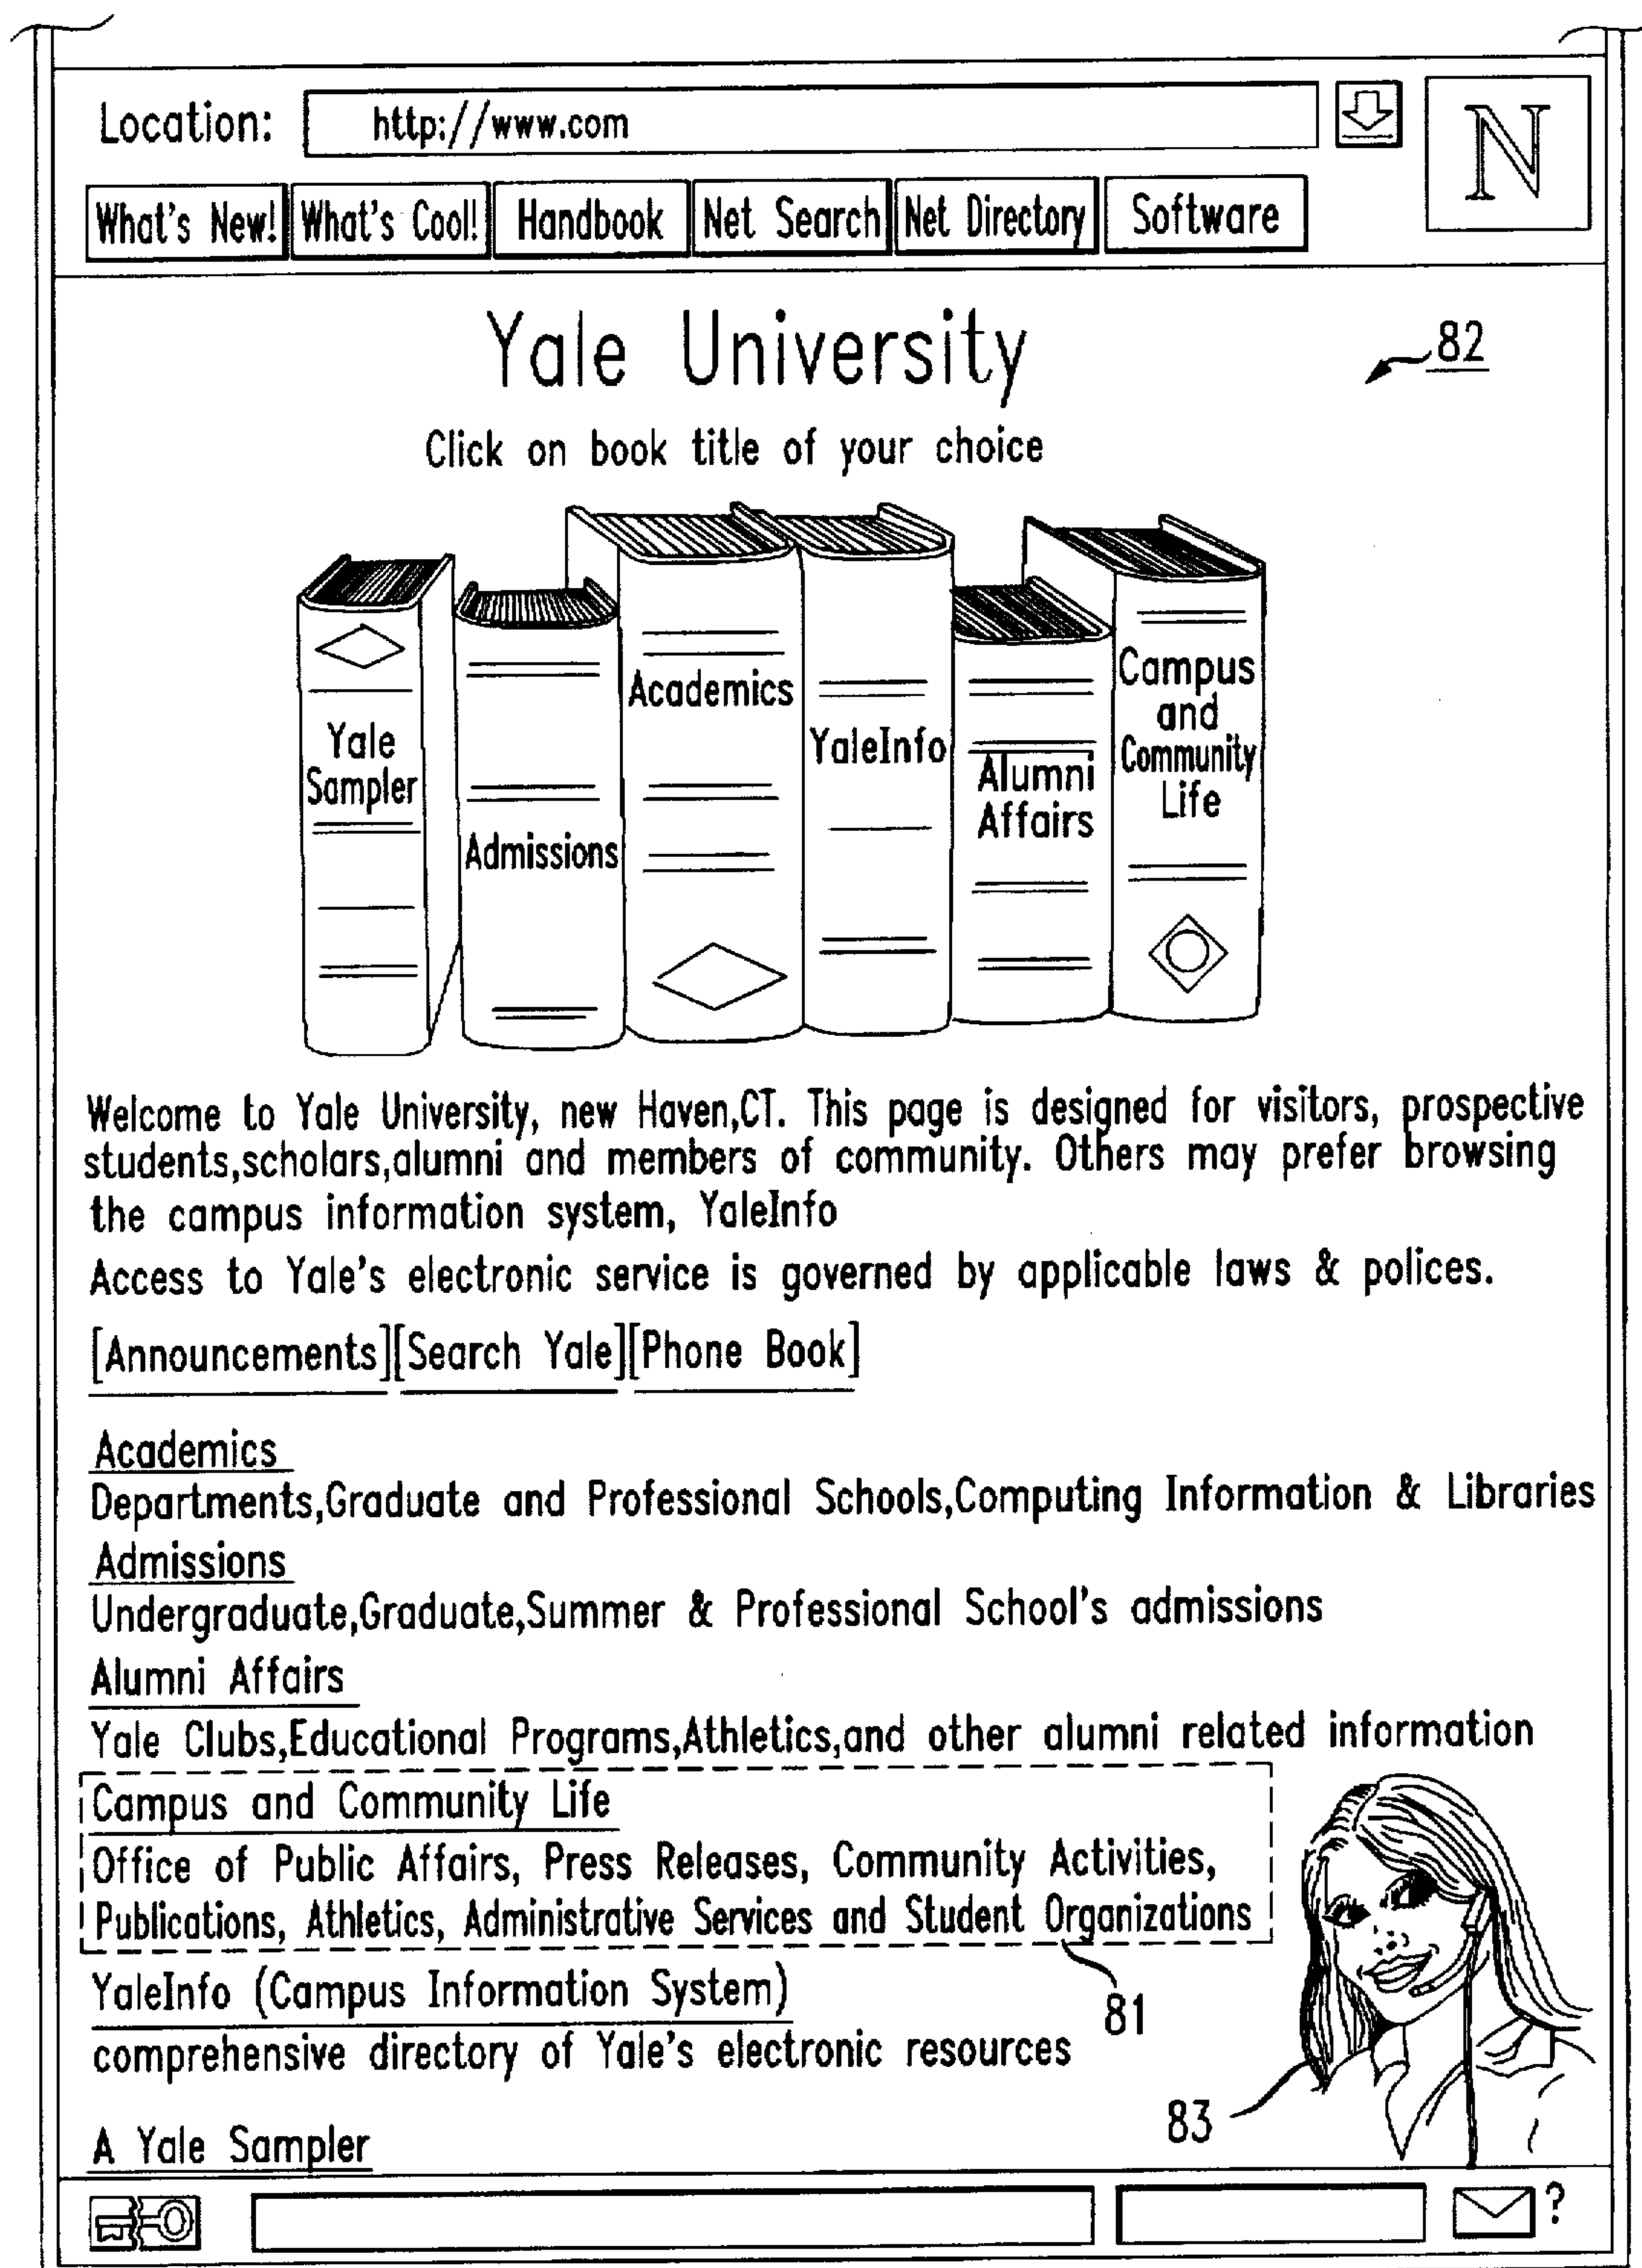 Location: http://www.com
N
What's New! What's Cool! Handbook Net Search Net Directory Software
Yale University
82
Click on book title of your choice
Yale
Sampler
Admissions
Academics
YaleInfo
Alumni
Affairs
Campus
and
Community
Life
Welcome to Yale University, new Haven,CT. This page is designed for visitors, prospective
students,scholars,alumni and members of community. Others may prefer browsing
the campus information system, YaleInfo
Access to Yale's electronic service is governed by applicable laws & polices.
[Announcements][Search Yale][Phone Book]
Academics
Departments,Graduate and Professional Schools,Computing Information & Libraries
Admissions
Undergraduate,Graduate,Summer & Professional School's admissions
Alumni Affairs
Yale Clubs,Educational Programs,Athletics,and other alumni related information
Campus and Community Life
Office of Public Affairs, Press Releases, Community Activities,
Publications, Athletics, Administrative Services and Student Organizations
YaleInfo (Campus Information System)
81
comprehensive directory of Yale's electronic resources
83
A Yale Sampler
?